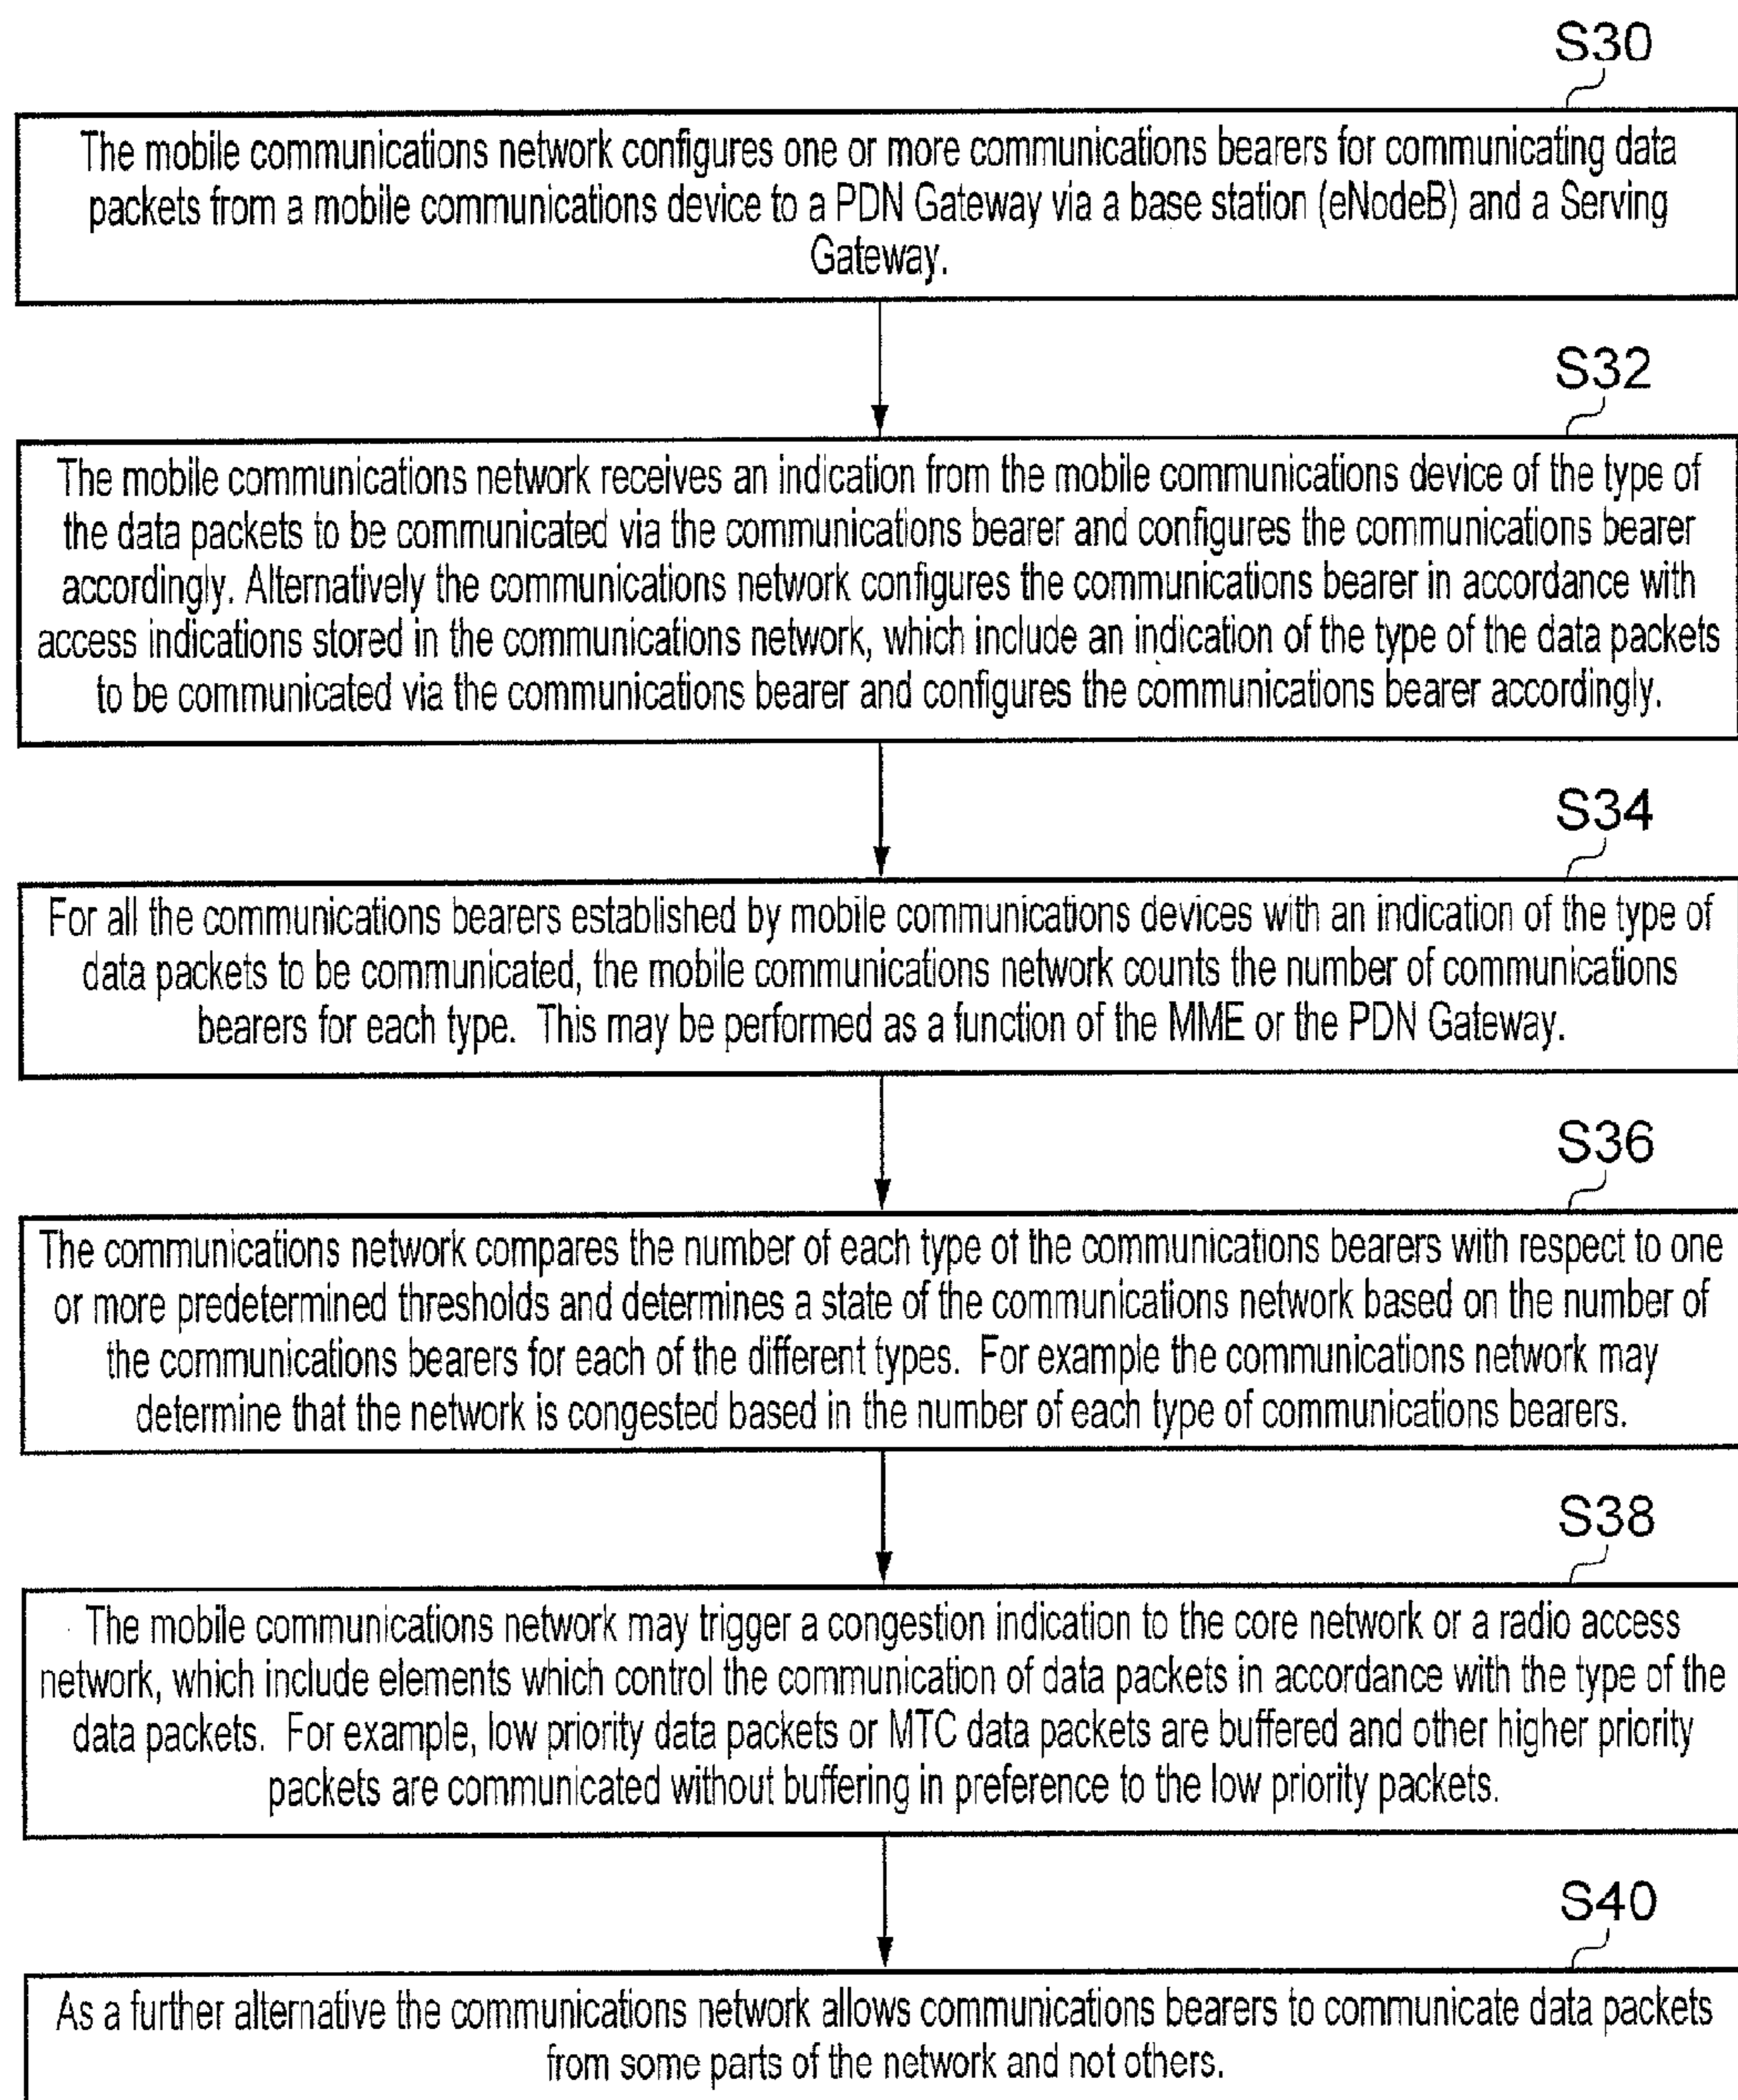 S30
The mobile communications network configures one or more communications bearers for communicating data
packets from a mobile communications device to a PDN Gateway via a base station (eNodeB) and a Serving
Gateway.
S32
The mobile communications network receives an indication from the mobile communications device of the type of
the data packets to be communicated via the communications bearer and configures the communications bearer
accordingly. Alternatively the communications network configures the communications bearer in accordance with
access indications stored in the communications network, which include an indication of the type of the data packets
to be communicated via the communications bearer and configures the communications bearer accordingly.
S34
For all the communications bearers established by mobile communications devices with an indication of the type of
data packets to be communicated, the mobile communications network counts the number of communications
bearers for each type. This may be performed as a function of the MME or the PDN Gateway.
S36
The communications network compares the number of each type of the communications bearers with respect to one
or more predetermined thresholds and determines a state of the communications network based on the number of
the communications bearers for each of the different types. For example the communications network may
determine that the network is congested based in the number of each type of communications bearers.
S38
The mobile communications network may trigger a congestion indication to the core network or a radio access
network, which include elements which control the communication of data packets in accordance with the type of the
data packets. For example, low priority data packets or MTC data packets are buffered and other higher priority
packets are communicated without buffering in preference to the low priority packets.
S40
As a further alternative the communications network allows communications bearers to communicate data packets
from some parts of the network and not others.